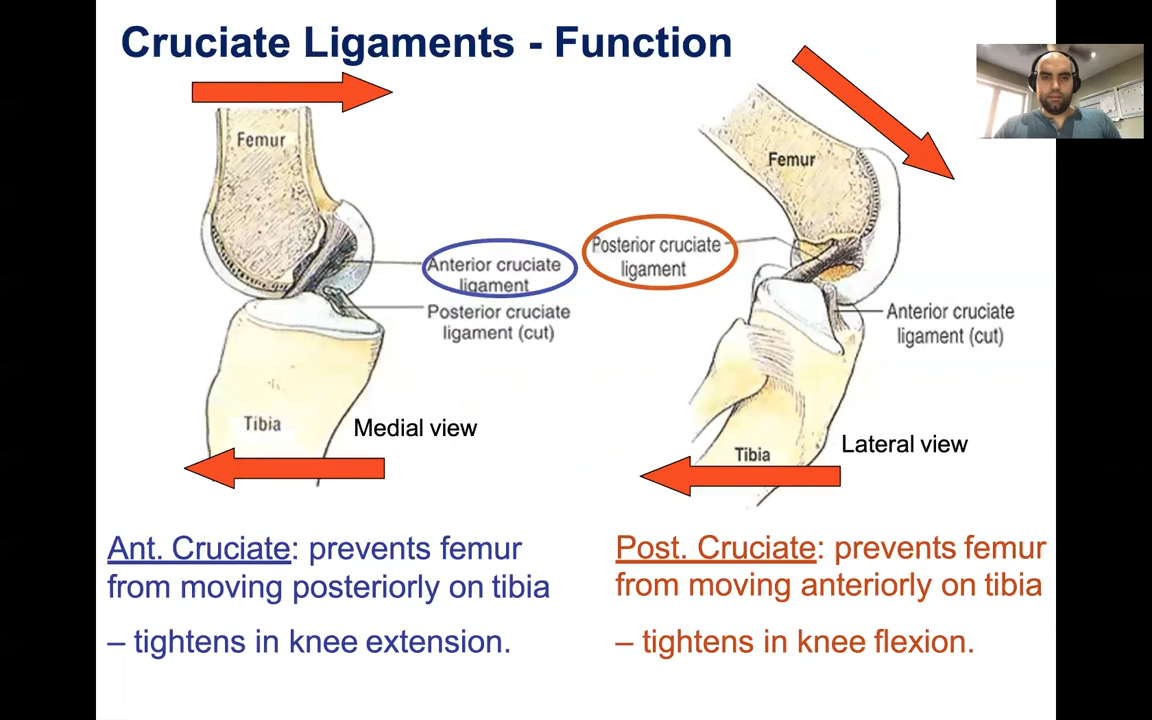 Cruciate Ligaments - Function
Femur
Anterior cruciate
ligament
Posterior cruciate
ligament (cut)
Tibia
Medial view
Femur
Posterior cruciate
ligament
Anterior cruciate
ligament (cut)
Tibia
Lateral view
Ant. Cruciate: prevents femur
from moving posteriorly on tibia
– tightens in knee extension.
Post. Cruciate: prevents femur
from moving anteriorly on tibia
– tightens in knee flexion.